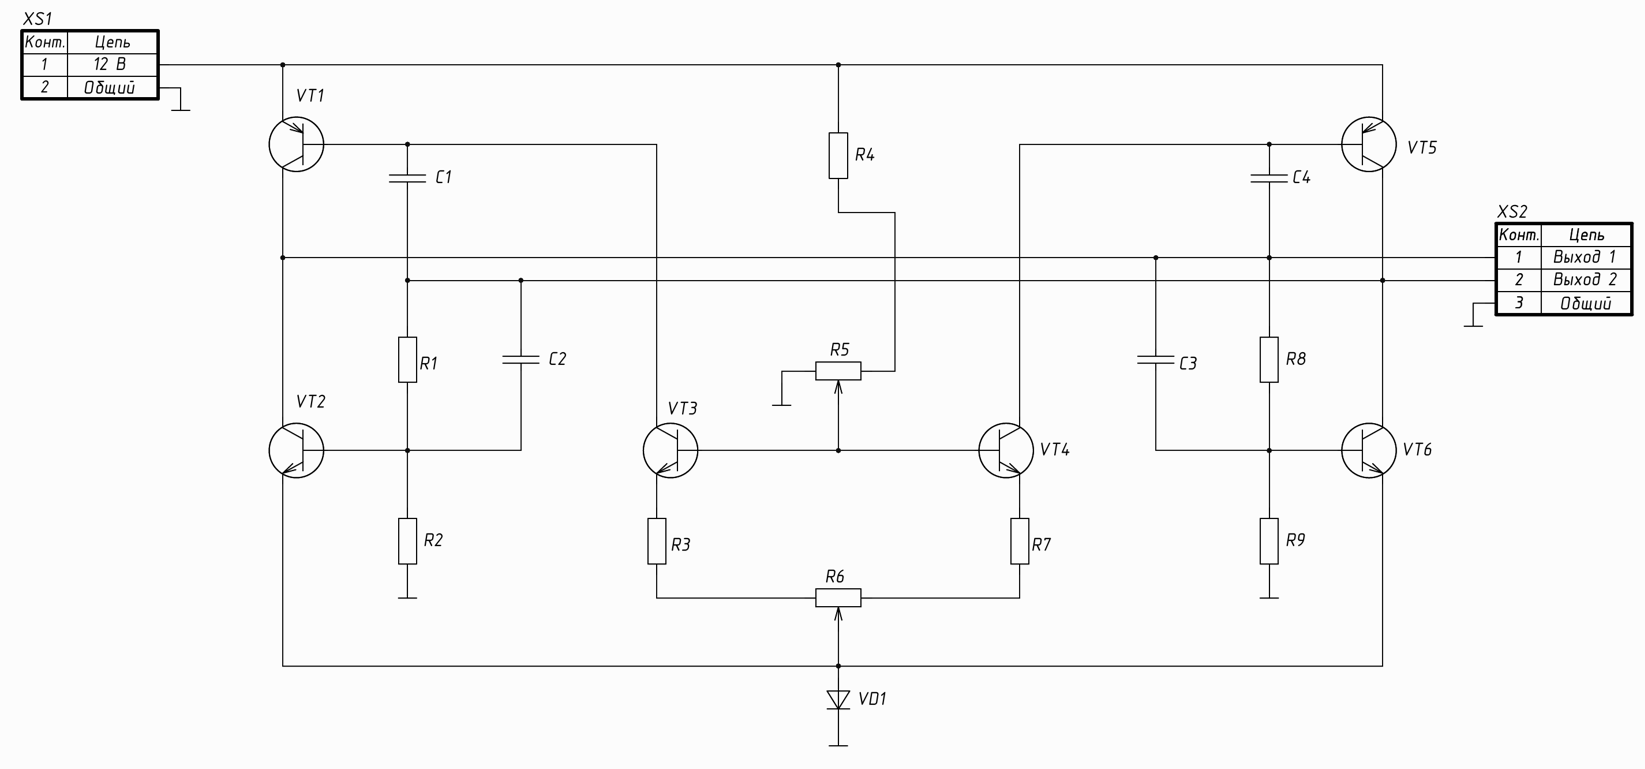 XS1
Конт. Цепь
1 12 В
2 Общий
VT1
R4
VT5
C1
C4
XS2
Конт. Цепь
1 Выход 1
2 Выход 2
3 Общий
R5
R1
C2
C3
R8
VT2
VT3
VT4
VT6
R2
R3
R7
R9
R6
VD1